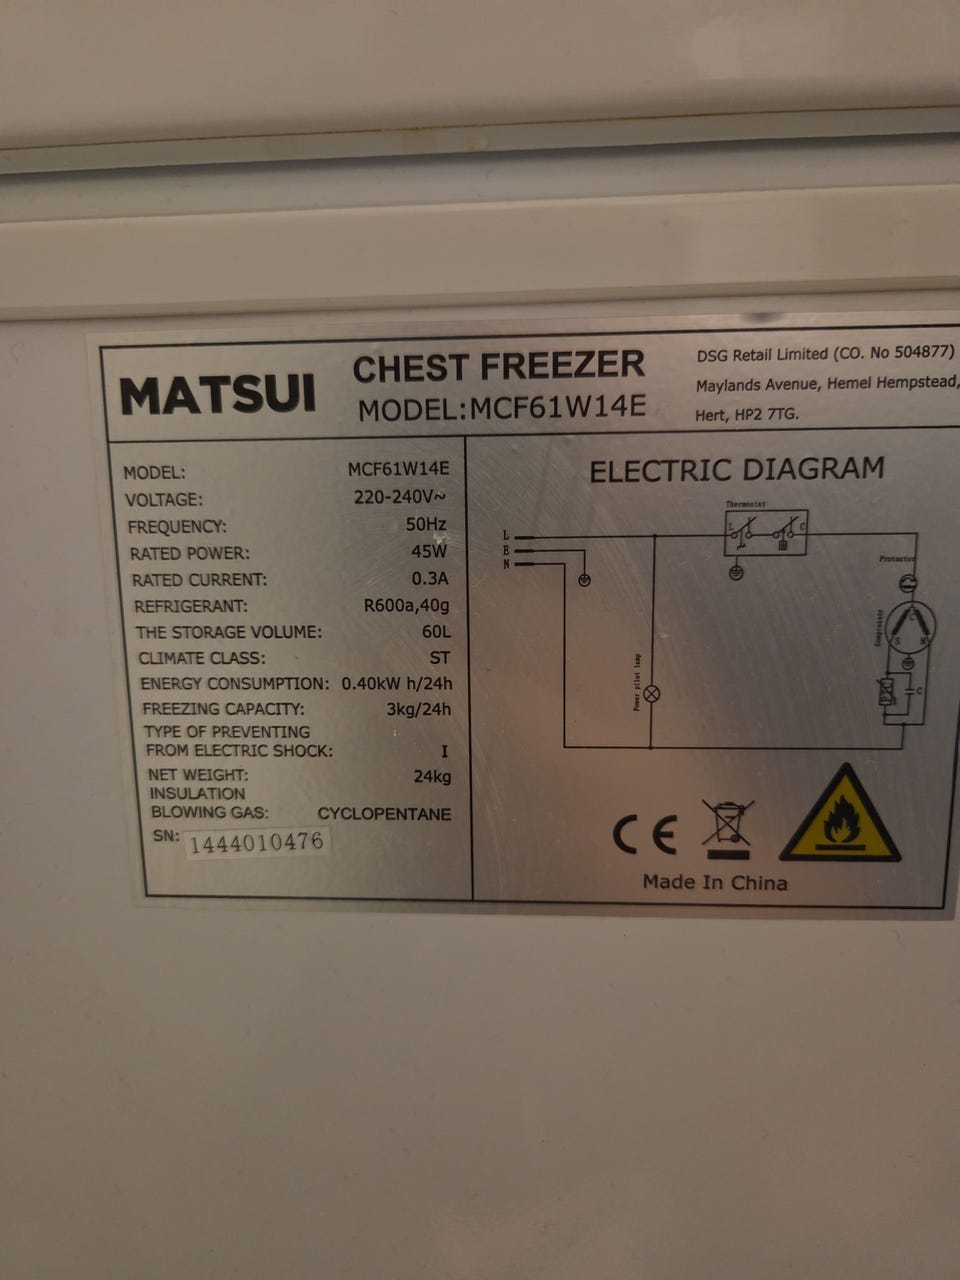 MATSUI
CHEST FREEZER
MODEL:MCF61W14E
DSG Retail Limited (CO. No 504877)
Maylands Avenue, Hemel Hempstead,
Hert, HP2 7TG.
MODEL: MCF61W14E
VOLTAGE: 220-240V~
FREQUENCY: 50Hz
RATED POWER: 45W
RATED CURRENT: 0.3A
REFRIGERANT: R600a,40g
THE STORAGE VOLUME: 60L
CLIMATE CLASS: ST
ENERGY CONSUMPTION: 0.40kW h/24h
FREEZING CAPACITY: 3kg/24h
TYPE OF PREVENTING
FROM ELECTRIC SHOCK: I
NET WEIGHT: 24kg
INSULATION
BLOWING GAS: CYCLOPENTANE
SN: 1444010476
ELECTRIC DIAGRAM
Thermostat
L C
L
E
N
Protector
Compressor
C
S M
Power pilot lamp
PTC
C
CE
Made In China